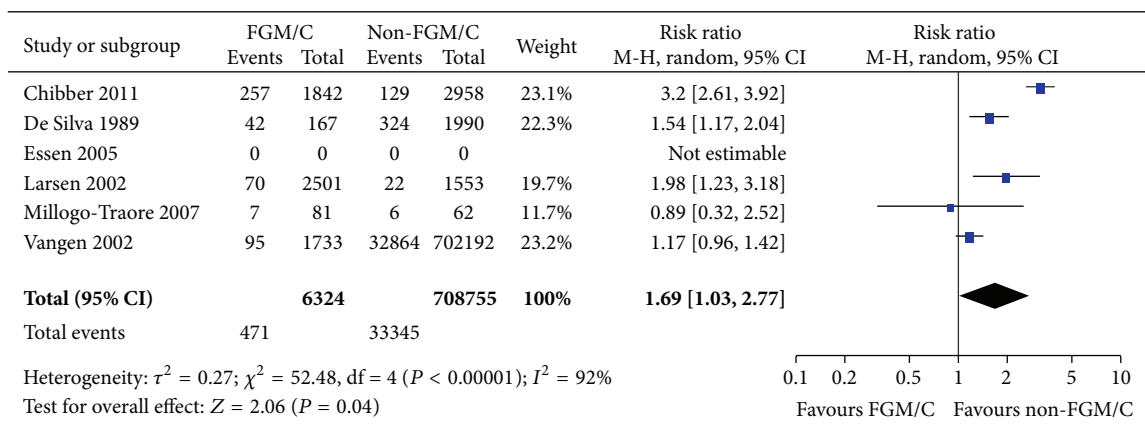 Study or subgroup FGM/C Non-FGM/C Weight Risk ratio Risk ratio
Events Total Events Total M-H, random, 95% CI M-H, random, 95% CI
Chibber 2011 257 1842 129 2958 23.1% 3.2 [2.61, 3.92]
De Silva 1989 42 167 324 1990 22.3% 1.54 [1.17, 2.04]
Essen 2005 0 0 0 0 Not estimable
Larsen 2002 70 2501 22 1553 19.7% 1.98 [1.23, 3.18]
Millogo-Traore 2007 7 81 6 62 11.7% 0.89 [0.32, 2.52]
Vangen 2002 95 1733 32864 702192 23.2% 1.17 [0.96, 1.42]
Total (95% CI) 6324 708755 100% 1.69 [1.03, 2.77]
Total events 471 33345
Heterogeneity: τ² = 0.27; χ² = 52.48, df = 4 (P < 0.00001); I² = 92%
Test for overall effect: Z = 2.06 (P = 0.04)
0.1 0.2 0.5 1 2 5 10
Favours FGM/C Favours non-FGM/C